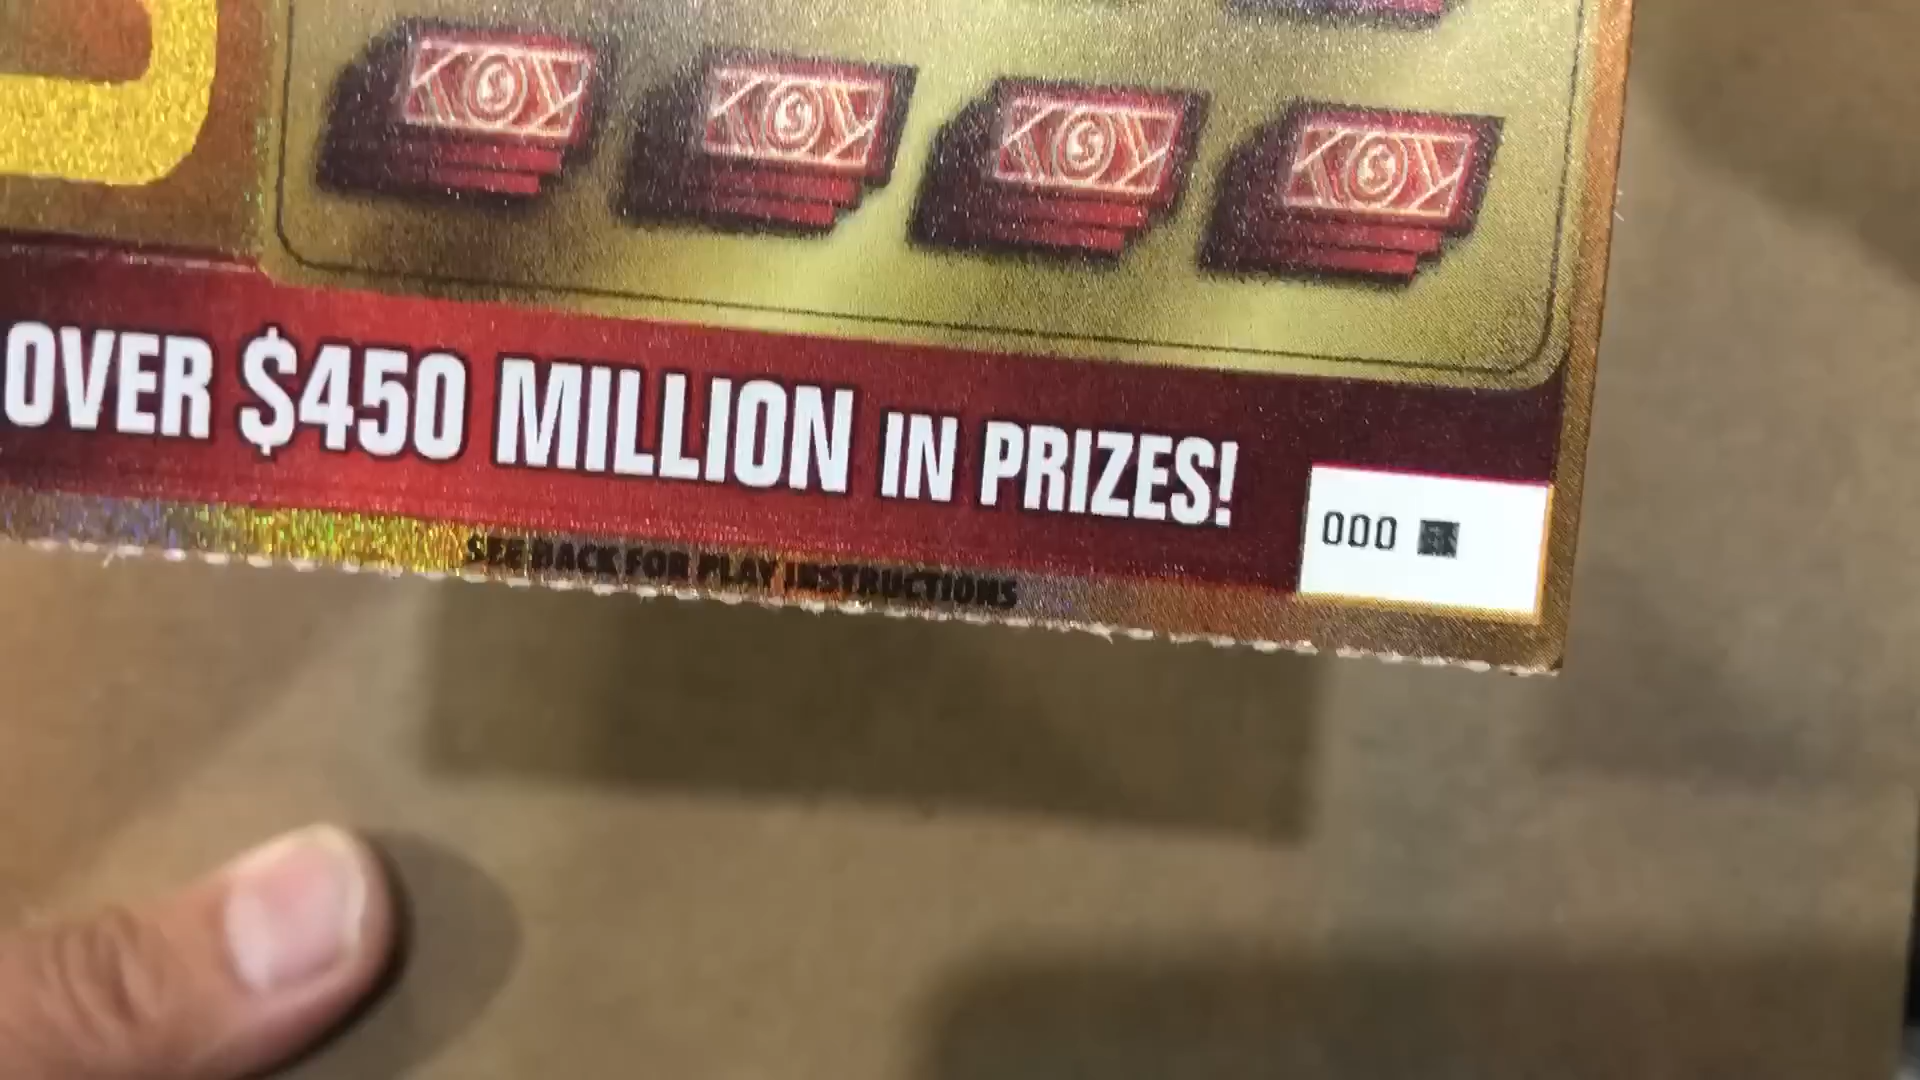 OVER $450 MILLION IN PRIZES!
000
SEE BACK FOR PLAY INSTRUCTIONS